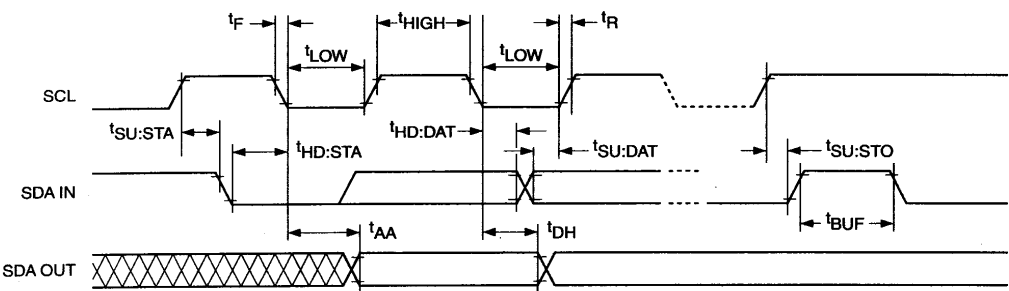 tF
tHIGH
tR
tLOW
tLOW
SCL
tSU:STA
tHD:STA
tHD:DAT
tSU:DAT
tSU:STO
SDA IN
tBUF
tAA
tDH
SDA OUT